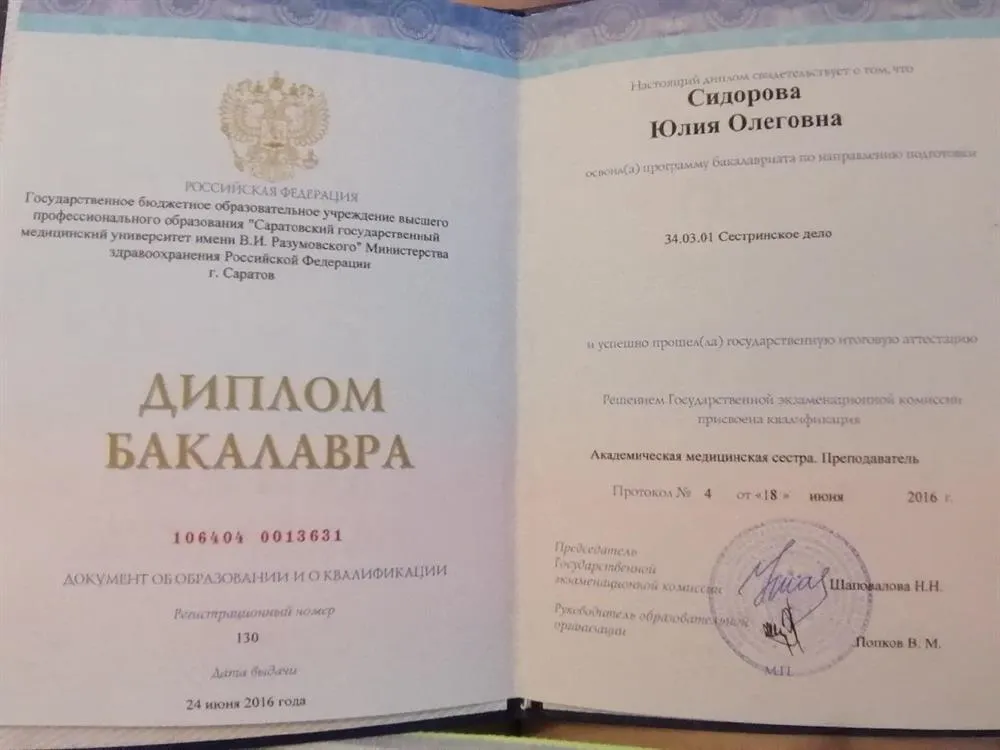 РОССИЙСКАЯ ФЕДЕРАЦИЯ
Государственное бюджетное образовательное учреждение высшего
профессионального образования "Саратовский государственный
медицинский университет имени В.И. Разумовского" Министерства
здравоохранения Российской Федерации
г. Саратов
ДИПЛОМ
БАКАЛАВРА
106404 0013631
ДОКУМЕНТ ОБ ОБРАЗОВАНИИ И О КВАЛИФИКАЦИИ
Регистрационный номер
130
Дата выдачи
24 июня 2016 года
Настоящий диплом свидетельствует о том, что
Сидорова
Юлия Олеговна
освоил(а) программу бакалавриата по направлению подготовки
34.03.01 Сестринское дело
и успешно прошел(ла) государственную итоговую аттестацию
Решением Государственной экзаменационной комиссии
присвоена квалификация
Академическая медицинская сестра. Преподаватель
Протокол № 4 от «18» июня 2016 г.
Председатель
Государственной
экзаменационной комиссии Шаповалова Н.Н.
Руководитель образовательной
организации Попков В. М.
М.П.